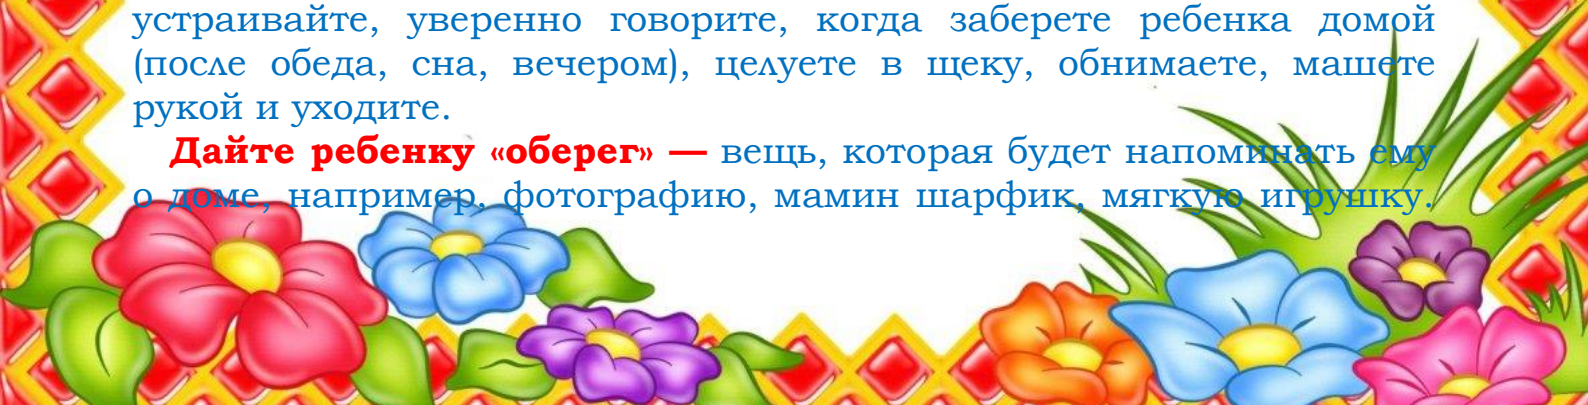 устраивайте, уверенно говорите, когда заберете ребенка домой
(после обеда, сна, вечером), целуете в щеку, обнимаете, машете
рукой и уходите.
Дайте ребенку «оберег» — вещь, которая будет напоминать ему
о доме, например, фотографию, мамин шарфик, мягкую игрушку.